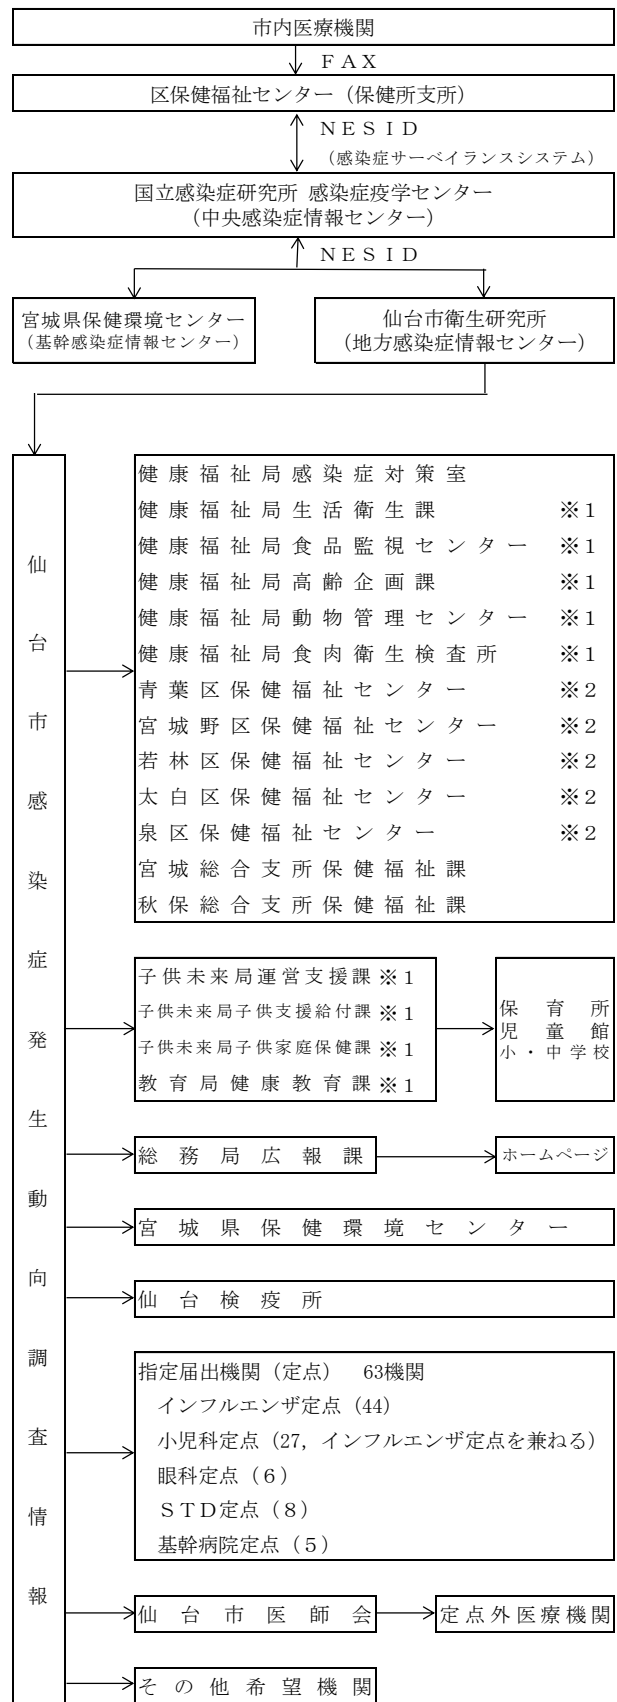 市内医療機関
ＦＡＸ
区保健福祉センター（保健所支所）
ＮＥＳＩＤ
（感染症サーベイランスシステム）
国立感染症研究所 感染症疫学センター
（中央感染症情報センター）
ＮＥＳＩＤ
宮城県保健環境センター
（基幹感染症情報センター）
仙台市衛生研究所
（地方感染症情報センター）
仙台市感染症発生動向調査情報
健康福祉局感染症対策室
健康福祉局生活衛生課 ※１
健康福祉局食品監視センター ※１
健康福祉局高齢企画課 ※１
健康福祉局動物管理センター ※１
健康福祉局食肉衛生検査所 ※１
青葉区保健福祉センター ※２
宮城野区保健福祉センター ※２
若林区保健福祉センター ※２
太白区保健福祉センター ※２
泉区保健福祉センター ※２
宮城総合支所保健福祉課
秋保総合支所保健福祉課
子供未来局運営支援課※１
子供未来局子供支援給付課※１
子供未来局子供家庭保健課※１
教育局健康教育課※１
保育所
児童館
小・中学校
総務局広報課
ホームページ
宮城県保健環境センター
仙台検疫所
指定届出機関（定点）　63機関
インフルエンザ定点（44）
小児科定点（27，インフルエンザ定点を兼ねる）
眼科定点（６）
ＳＴＤ定点（８）
基幹病院定点（５）
仙台市医師会
定点外医療機関
その他希望機関